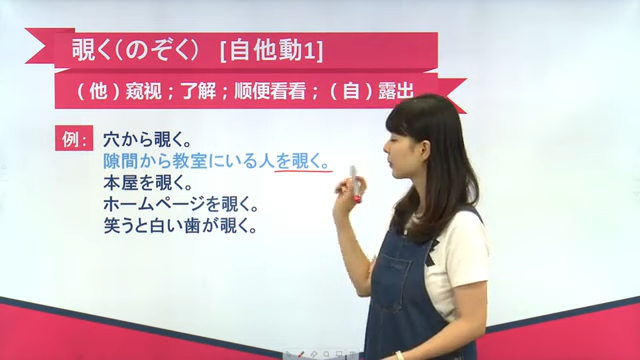 覗く（のぞく） [自他動1]
（他）窥视；了解；顺便看看；（自）露出
例：
穴から覗く。
隙間から教室にいる人を覗く。
本屋を覗く。
ホームページを覗く。
笑うと白い歯が覗く。